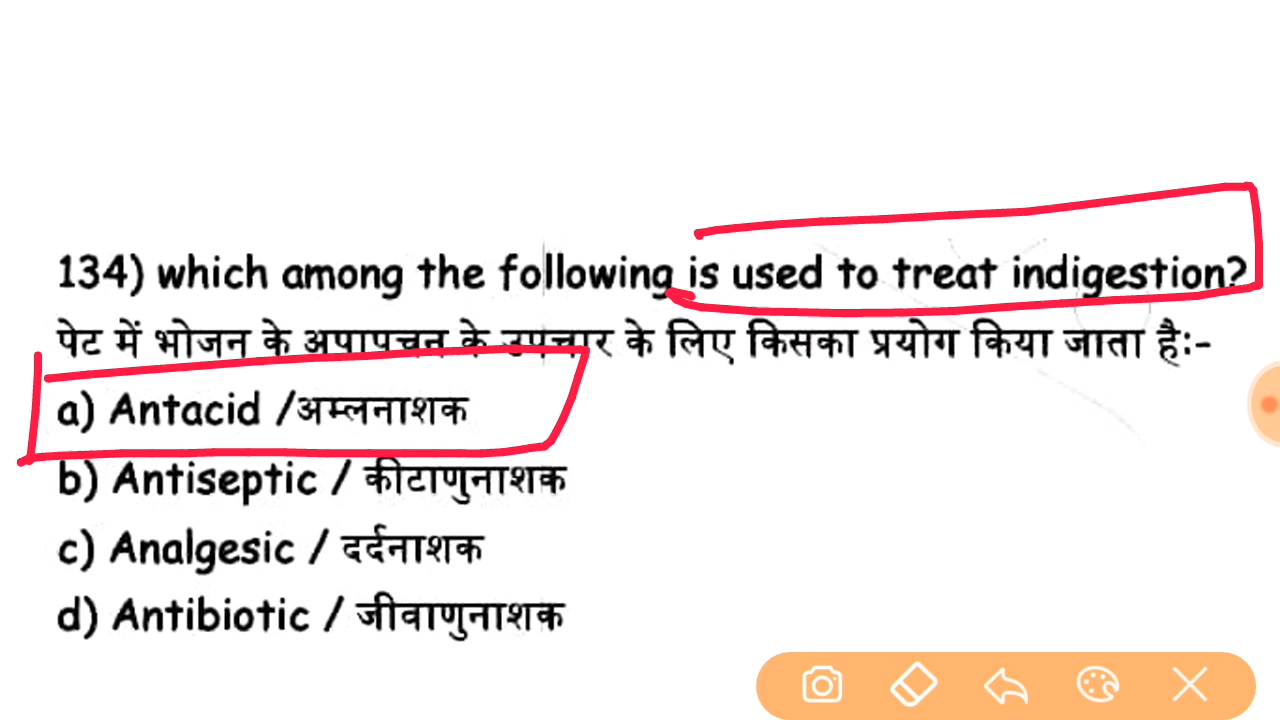 134) which among the following is used to treat indigestion?
पेट में भोजन के अपापचन के उपचार के लिए किसका प्रयोग किया जाता है:-
a) Antacid /अम्लनाशक
b) Antiseptic / कीटाणुनाशक
c) Analgesic / दर्दनाशक
d) Antibiotic / जीवाणुनाशक